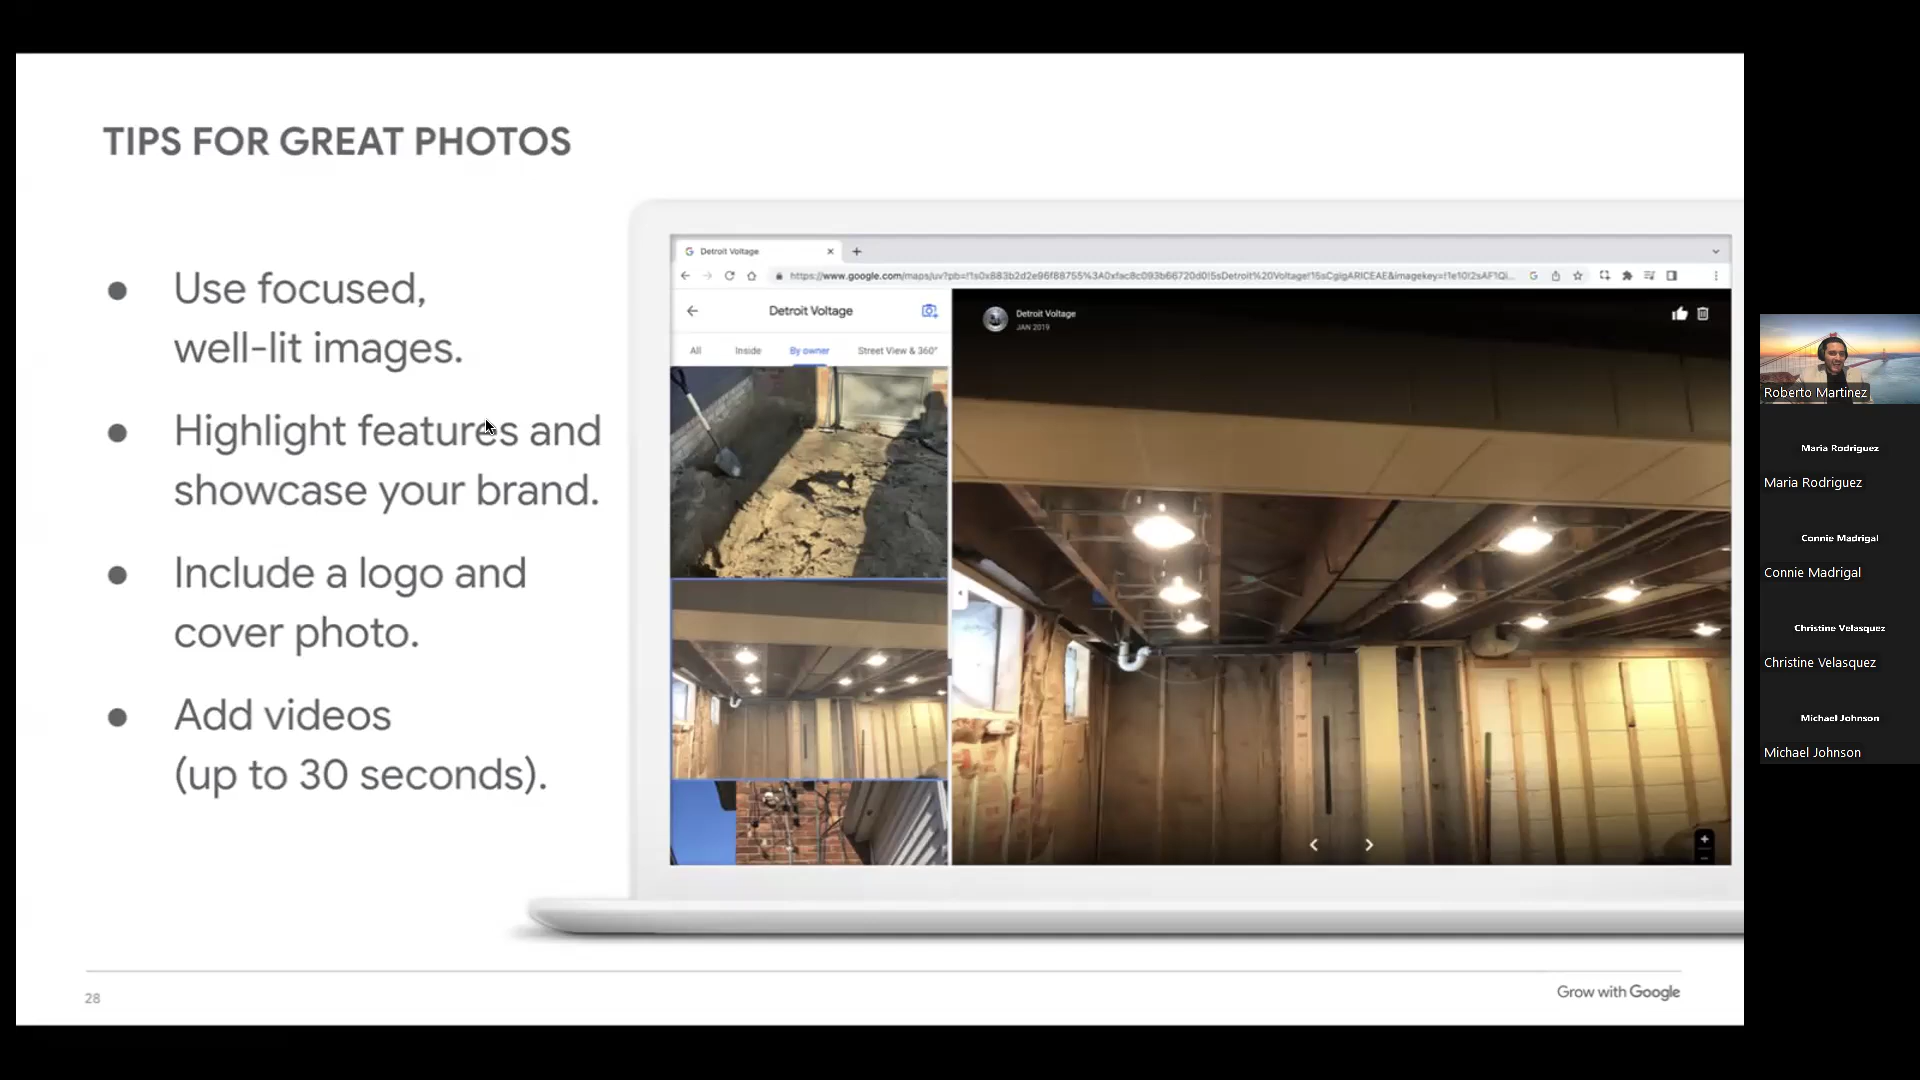 TIPS FOR GREAT PHOTOS
● Use focused,
well-lit images.
● Highlight features and
showcase your brand.
● Include a logo and
cover photo.
● Add videos
(up to 30 seconds).
Detroit Voltage
Detroit Voltage
All Inside By owner Street View & 360°
Detroit Voltage
JAN 2019
28
Grow with Google
Roberto Martinez
Maria Rodriguez
Maria Rodriguez
Connie Madrigal
Connie Madrigal
Christine Velasquez
Christine Velasquez
Michael Johnson
Michael Johnson